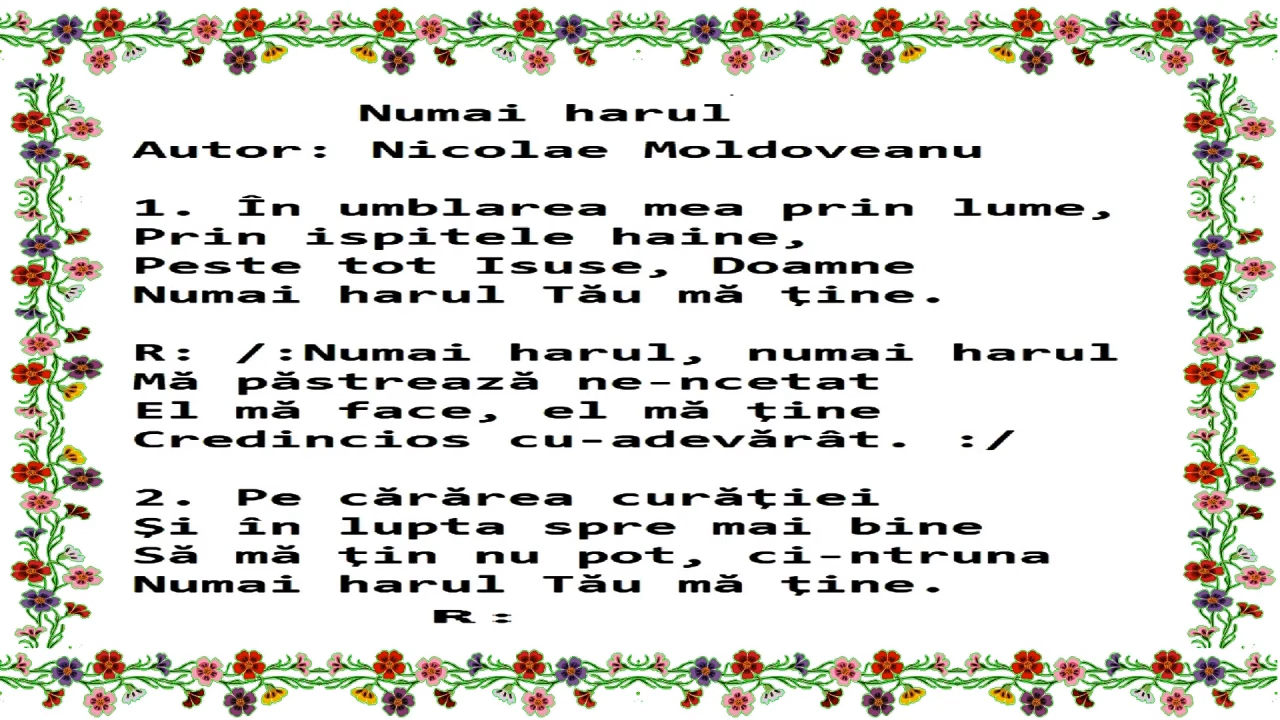 Numai harul
Autor: Nicolae Moldoveanu
1. În umblarea mea prin lume,
Prin ispitele haine,
Peste tot Isuse, Doamne
Numai harul Tău mă ţine.
R: /:Numai harul, numai harul
Mă păstrează ne-ncetat
El mă face, el mă ţine
Credincios cu-adevărât. :/
2. Pe cărărea curăţiei
Şi în lupta spre mai bine
Să mă ţin nu pot, ci-ntruna
Numai harul Tău mă ţine.
R: